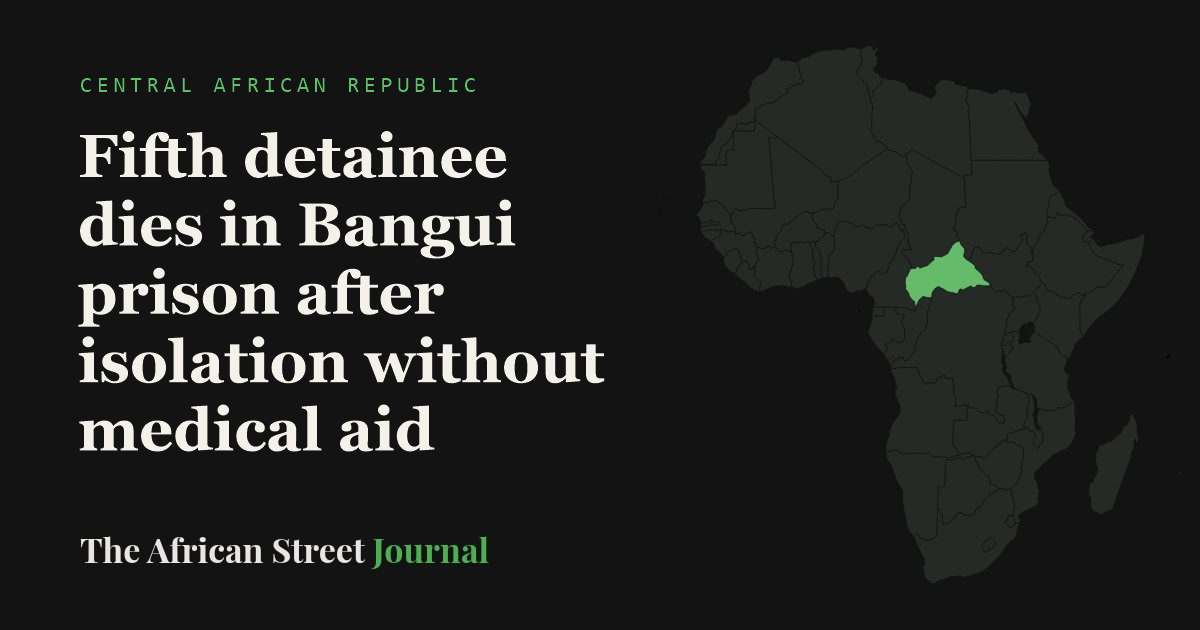 CENTRAL AFRICAN REPUBLIC
Fifth detainee
dies in Bangui
prison after
isolation without
medical aid
The African Street Journal